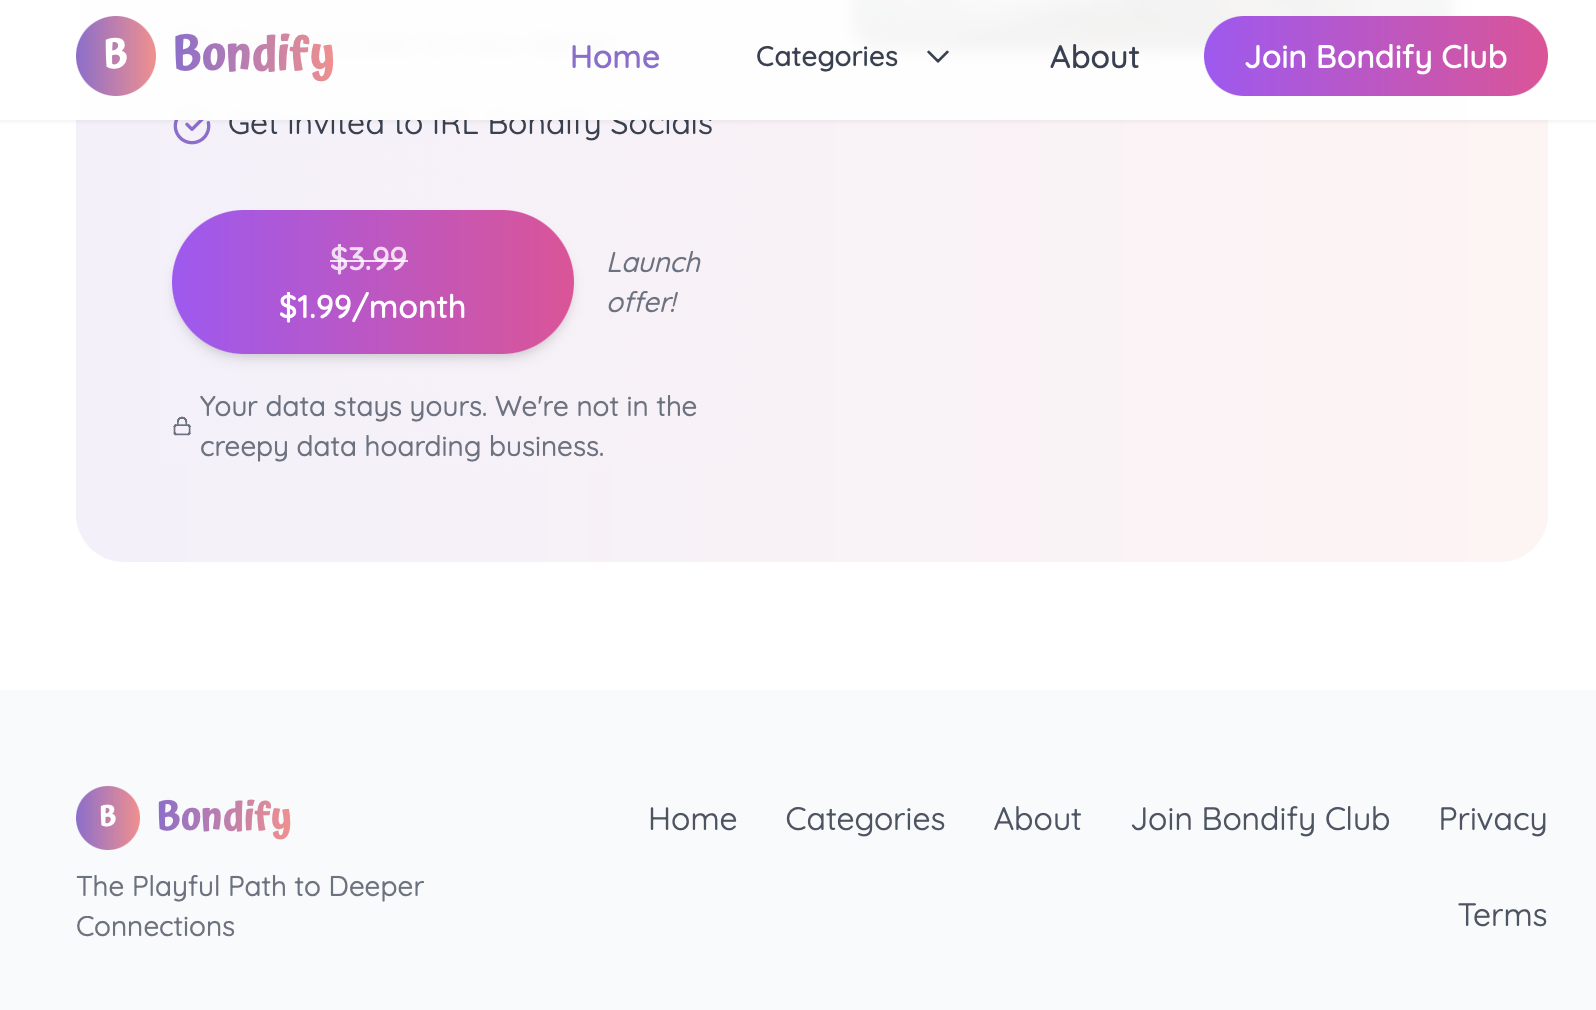 B Bondify Home Categories About Join Bondify Club
Get invited to IRL Bondify Socials
$3.99
$1.99/month
Launch
offer!
Your data stays yours. We're not in the
creepy data hoarding business.
B Bondify
Home Categories About Join Bondify Club Privacy
Terms
The Playful Path to Deeper
Connections